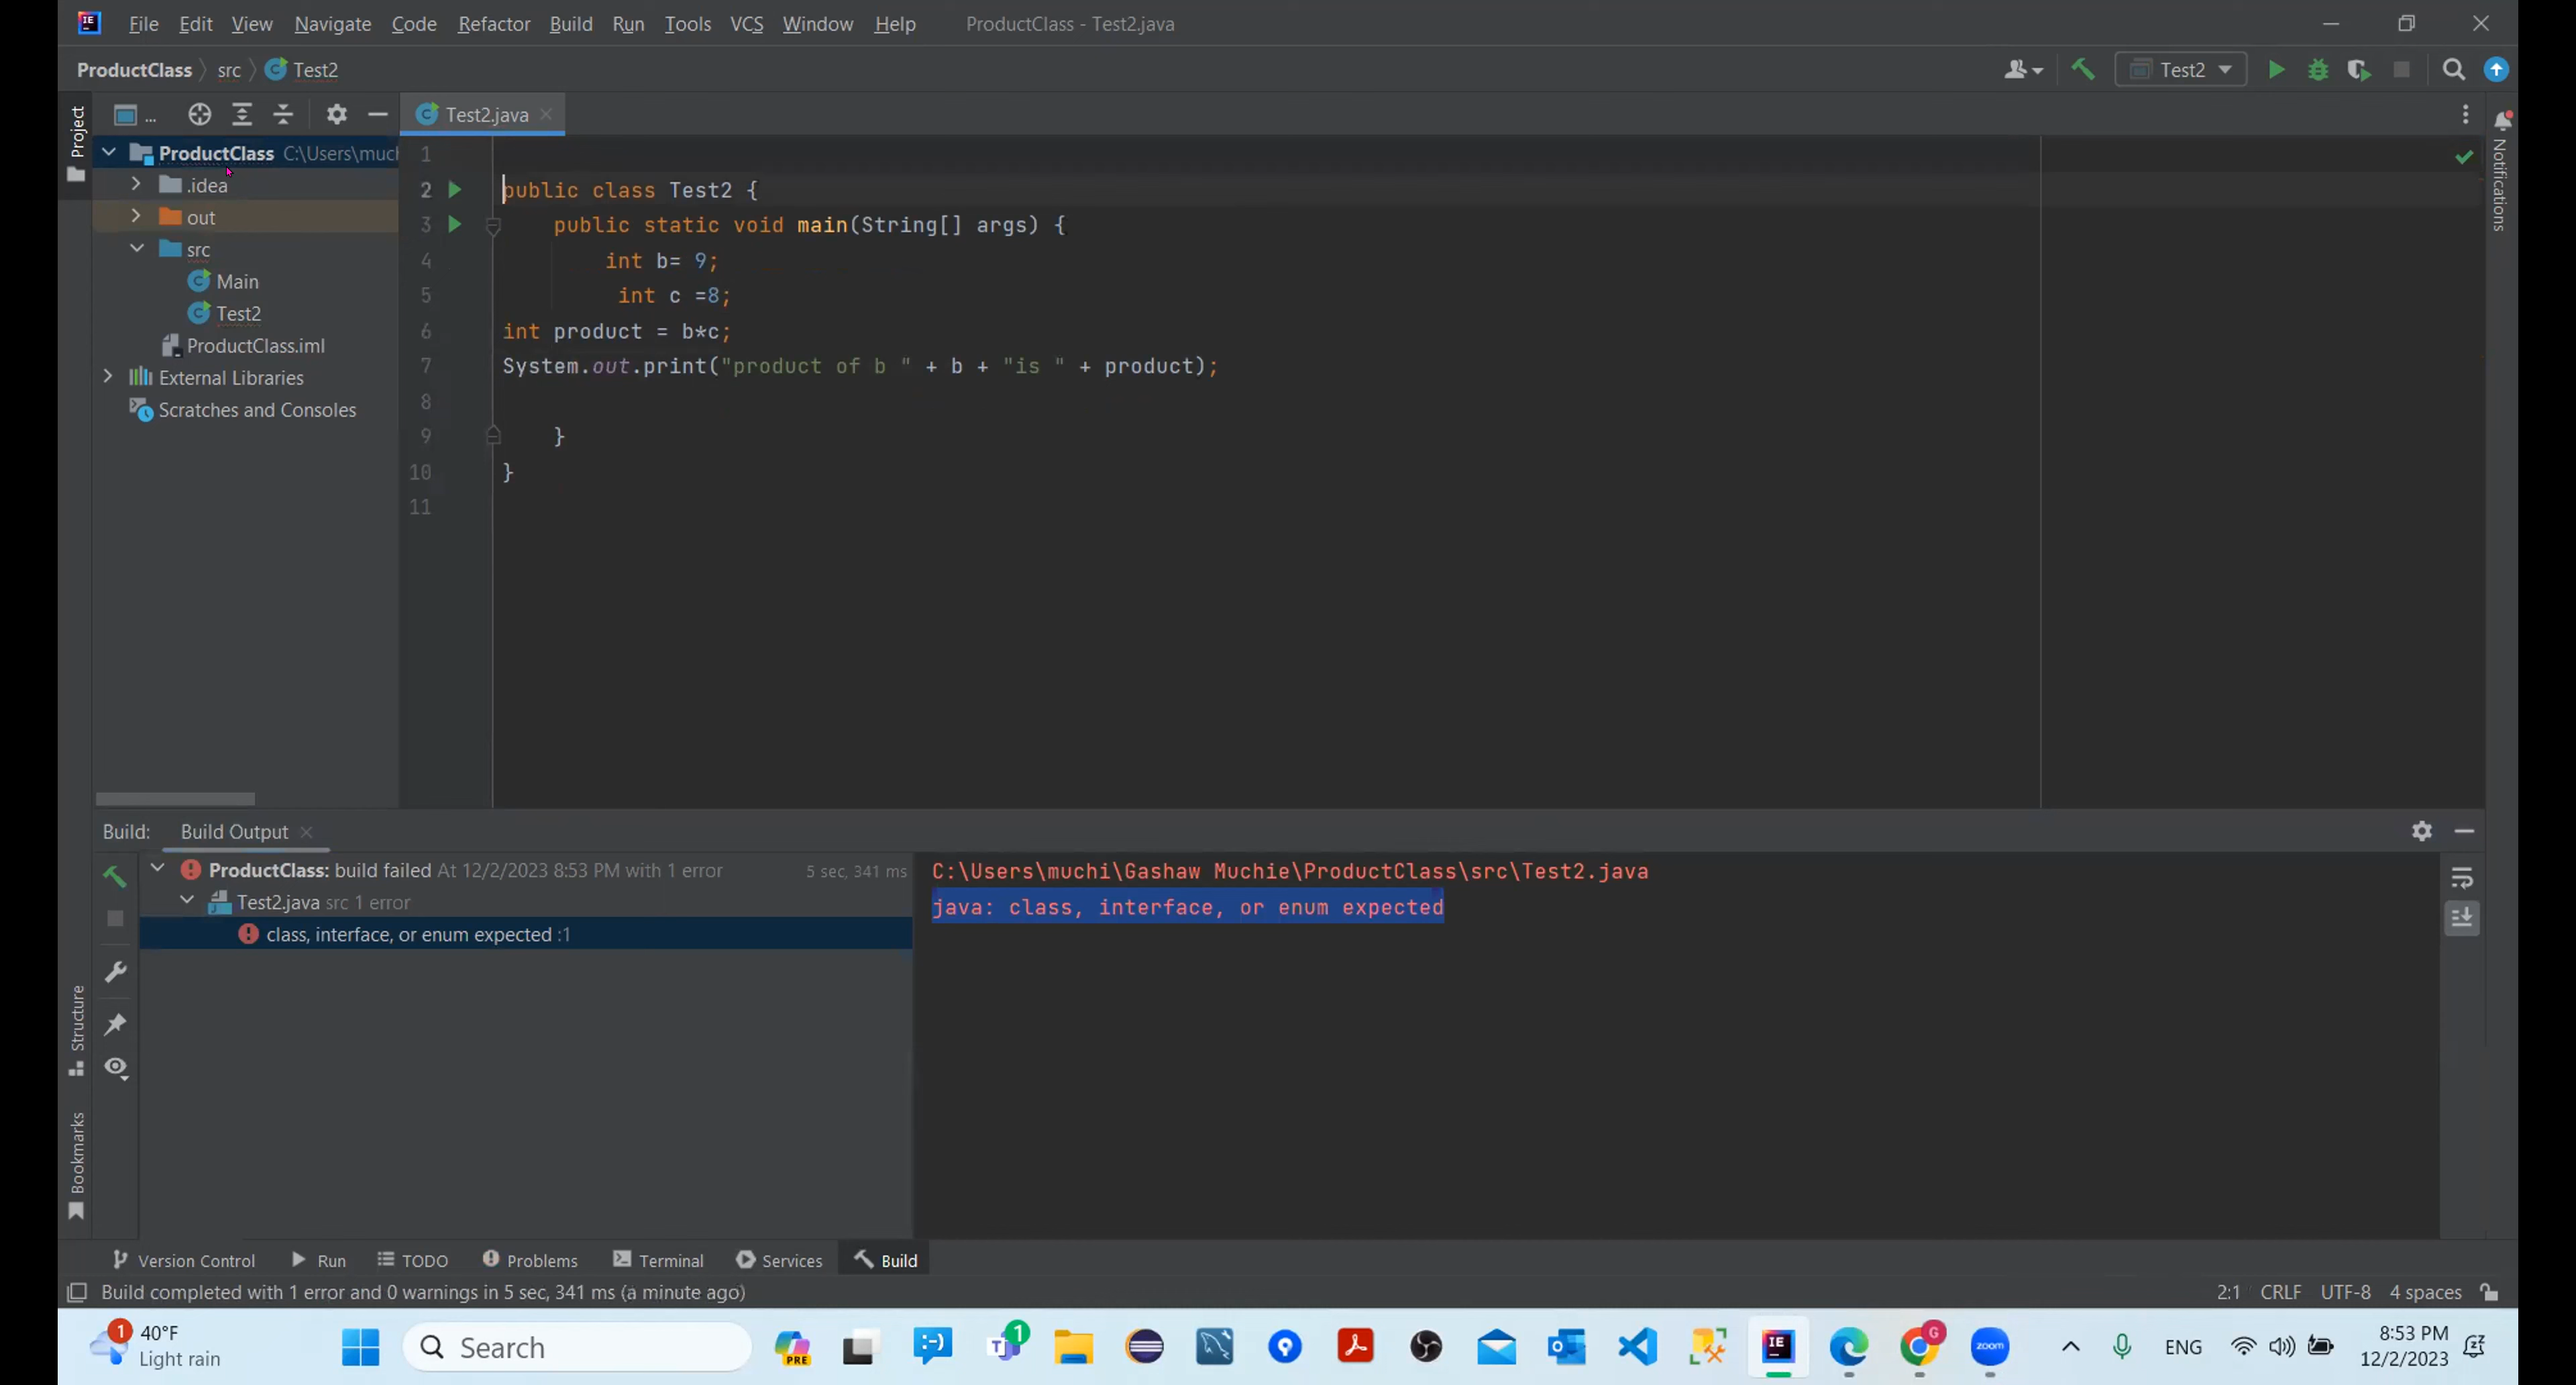 File Edit View Navigate Code Refactor Build Run Tools VCS Window Help ProductClass - Test2.java
ProductClass src Test2 Test2
Project
... Test2.java
ProductClass C:\Users\much
.idea
out
src
Main
Test2
ProductClass.iml
External Libraries
Scratches and Consoles
1
2 public class Test2 {
3 public static void main(String[] args) {
4 int b= 9;
5 int c =8;
6 int product = b*c;
7 System.out.print("product of b " + b + "is " + product);
8
9 }
10 }
11
Notifications
Build: Build Output
ProductClass: build failed At 12/2/2023 8:53 PM with 1 error 5 sec, 341 ms
Test2.java src 1 error
class, interface, or enum expected :1
C:\Users\muchi\Gashaw Muchie\ProductClass\src\Test2.java
java: class, interface, or enum expected
Structure
Bookmarks
Version Control Run TODO Problems Terminal Services Build
Build completed with 1 error and 0 warnings in 5 sec, 341 ms (a minute ago) 2:1 CRLF UTF-8 4 spaces
1 40°F
Light rain
Search
PRE
1
IE
G
zoom
ENG
8:53 PM
12/2/2023